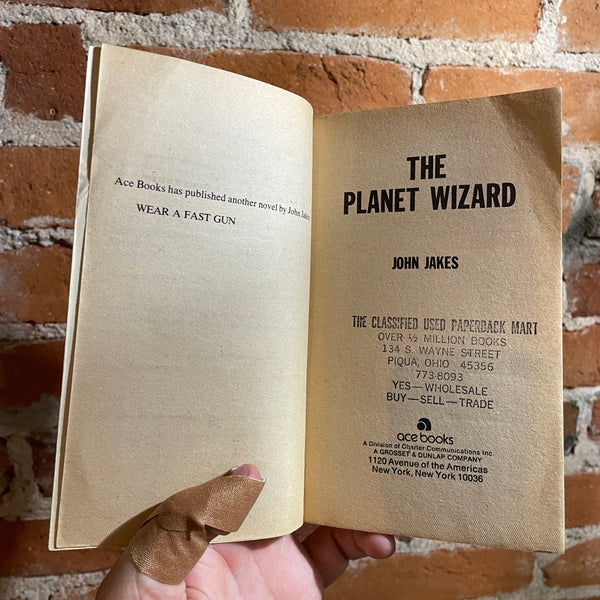 Ace Books has published another novel by John Jakes:
WEAR A FAST GUN
THE
PLANET WIZARD
JOHN JAKES
THE CLASSIFIED USED PAPERBACK MART
OVER ½ MILLION BOOKS
134 S. WAYNE STREET
PIQUA, OHIO 45356
773-8093
YES—WHOLESALE
BUY—SELL—TRADE
ace books
A Division of Charter Communications Inc.
A GROSSET & DUNLAP COMPANY
1120 Avenue of the Americas
New York, New York 10036